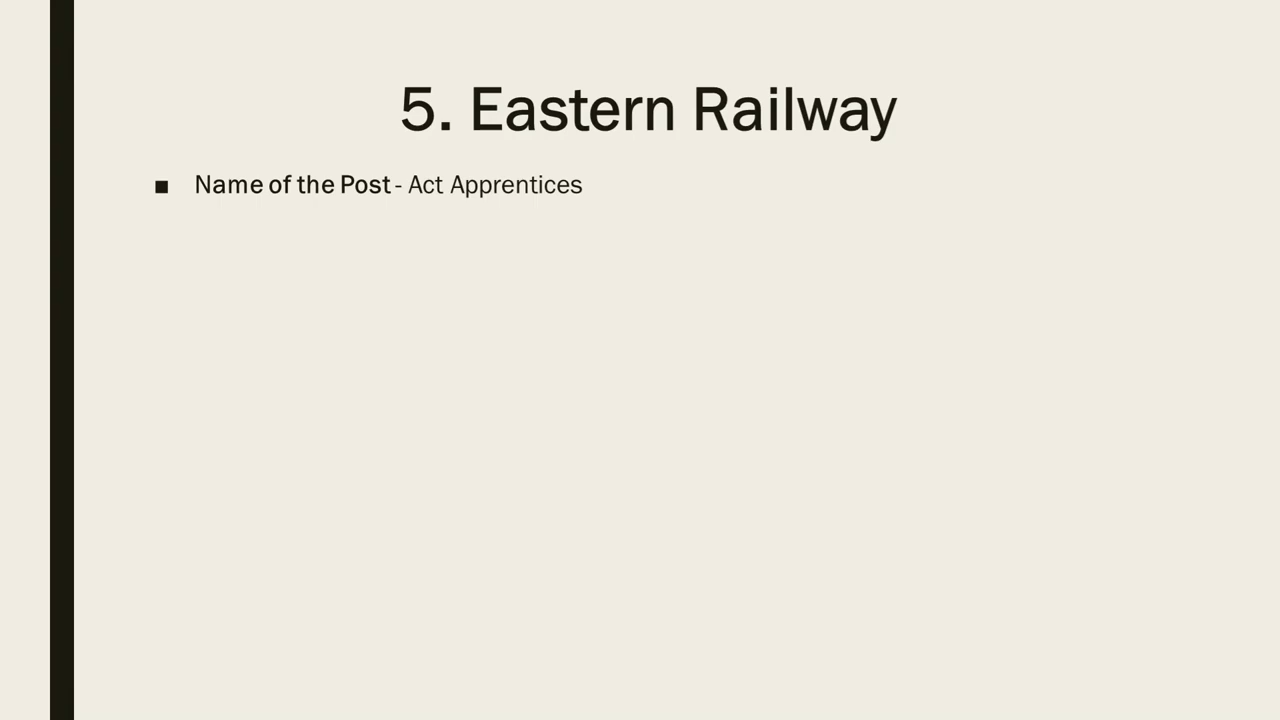 5. Eastern Railway
▪ Name of the Post - Act Apprentices